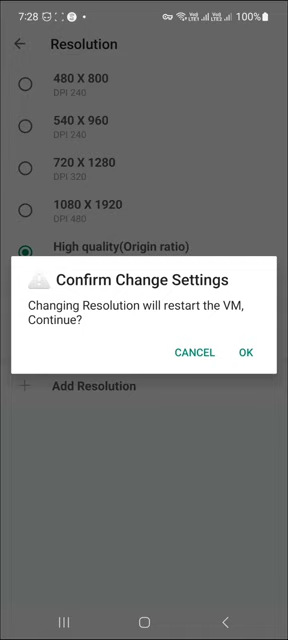 7:28
100%
Resolution
480 X 800
DPI 240
540 X 960
DPI 240
720 X 1280
DPI 320
1080 X 1920
DPI 480
High quality(Origin ratio)
Confirm Change Settings
Changing Resolution will restart the VM,
Continue?
CANCEL
OK
Add Resolution